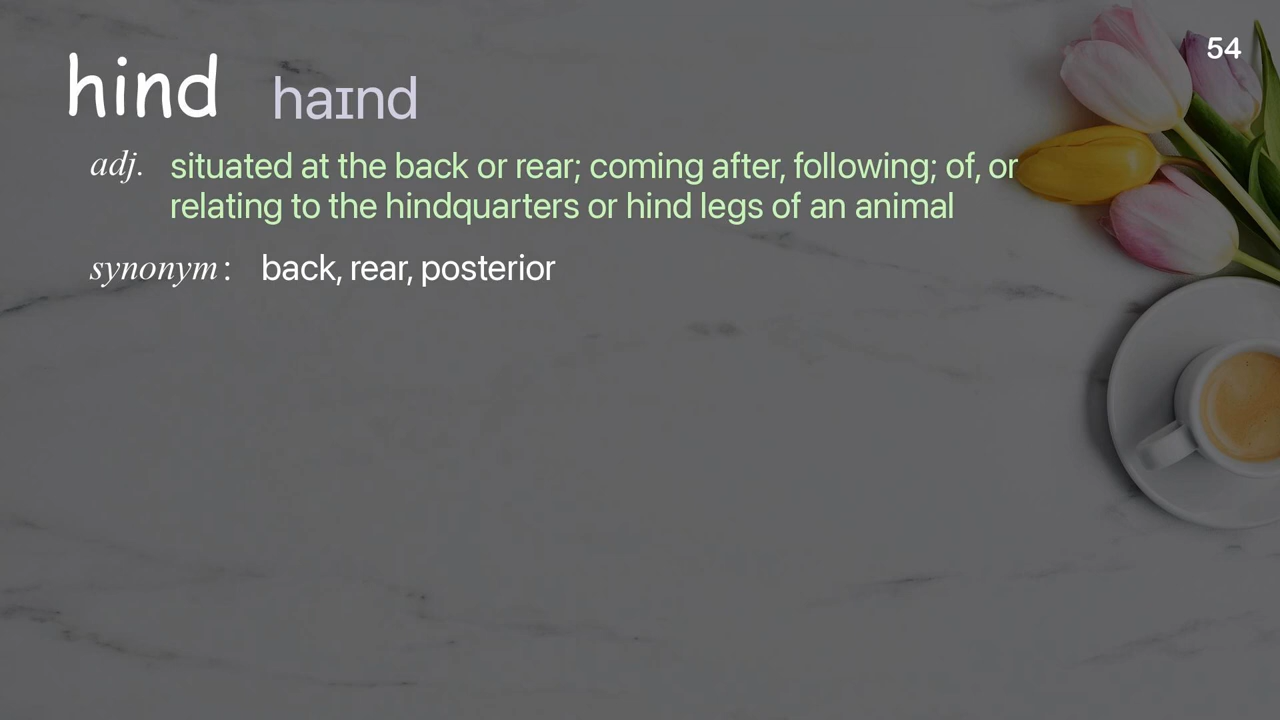 54
hind haɪnd
adj. situated at the back or rear; coming after, following; of, or
relating to the hindquarters or hind legs of an animal
synonym: back, rear, posterior